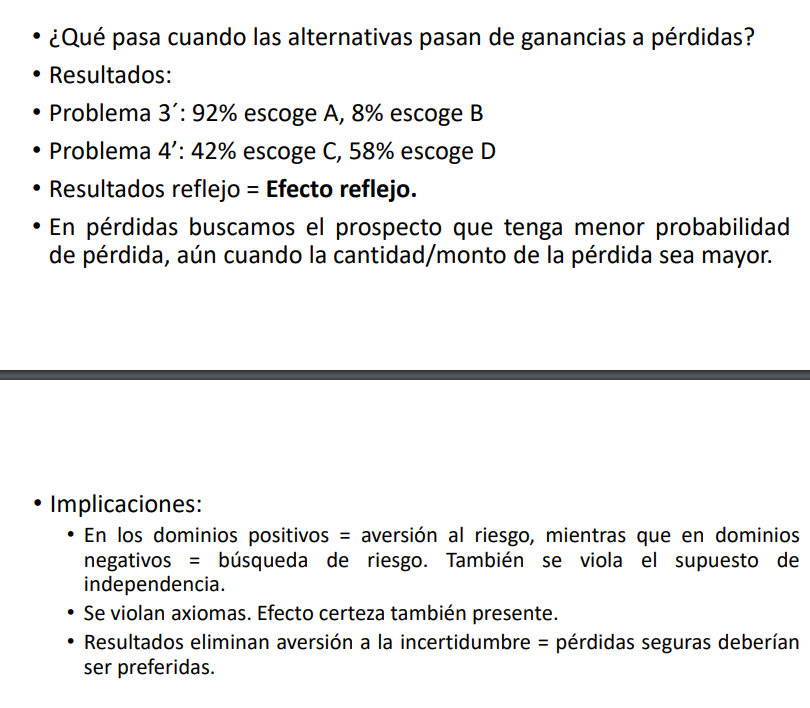 • ¿Qué pasa cuando las alternativas pasan de ganancias a pérdidas?
• Resultados:
• Problema 3´: 92% escoge A, 8% escoge B
• Problema 4’: 42% escoge C, 58% escoge D
• Resultados reflejo = Efecto reflejo.
• En pérdidas buscamos el prospecto que tenga menor probabilidad
de pérdida, aún cuando la cantidad/monto de la pérdida sea mayor.
• Implicaciones:
• En los dominios positivos = aversión al riesgo, mientras que en dominios
negativos = búsqueda de riesgo. También se viola el supuesto de
independencia.
• Se violan axiomas. Efecto certeza también presente.
• Resultados eliminan aversión a la incertidumbre = pérdidas seguras deberían
ser preferidas.